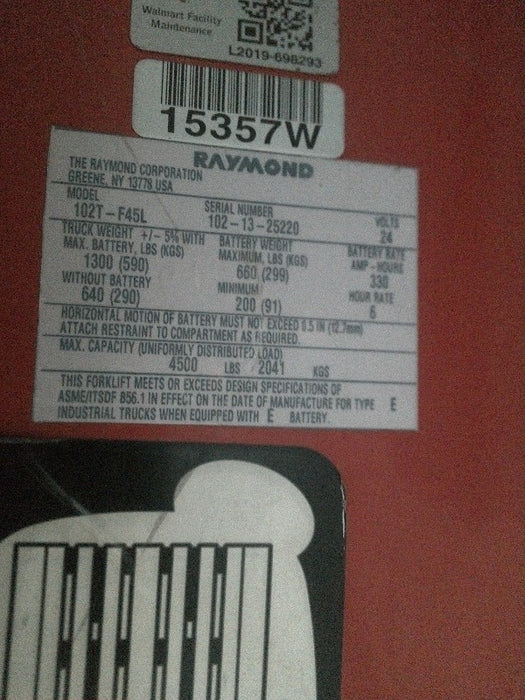 Walmart Facility
Maintenance
L2019-698293
15357W
RAYMOND
THE RAYMOND CORPORATION
GREENE, NY 13778 USA
MODEL
102T-F45L
SERIAL NUMBER
102-13-25220
VOLTS
24
TRUCK WEIGHT +/- 5% WITH
MAX. BATTERY, LBS (KGS)
1300 (590)
WITHOUT BATTERY
640 (290)
BATTERY WEIGHT
MAXIMUM, LBS (KGS)
660 (299)
MINIMUM
200 (91)
BATTERY RATE
AMP-HOURS
330
HOUR RATE
6
HORIZONTAL MOTION OF BATTERY MUST NOT EXCEED 0.5 IN (12.7mm)
ATTACH RESTRAINT TO COMPARTMENT AS REQUIRED.
MAX. CAPACITY (UNIFORMLY DISTRIBUTED LOAD)
4500 LBS 2041 KGS
THIS FORKLIFT MEETS OR EXCEEDS DESIGN SPECIFICATIONS OF
ASME/ITSDF B56.1 IN EFFECT ON THE DATE OF MANUFACTURE FOR TYPE E
INDUSTRIAL TRUCKS WHEN EQUIPPED WITH E BATTERY.